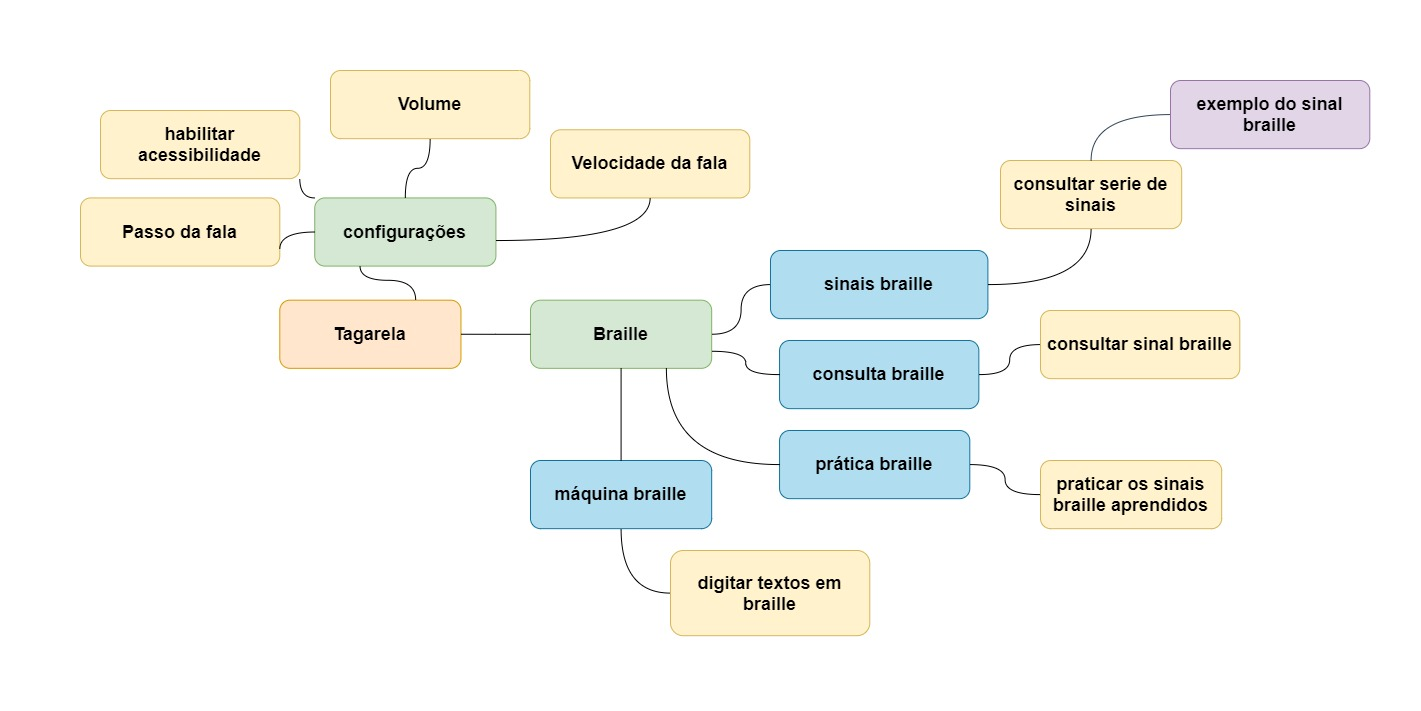 Volume
habilitar
acessibilidade
Velocidade da fala
Passo da fala
configurações
exemplo do sinal
braille
consultar serie de
sinais
sinais braille
Tagarela
Braille
consultar sinal braille
consulta braille
prática braille
máquina braille
praticar os sinais
braille aprendidos
digitar textos em
braille